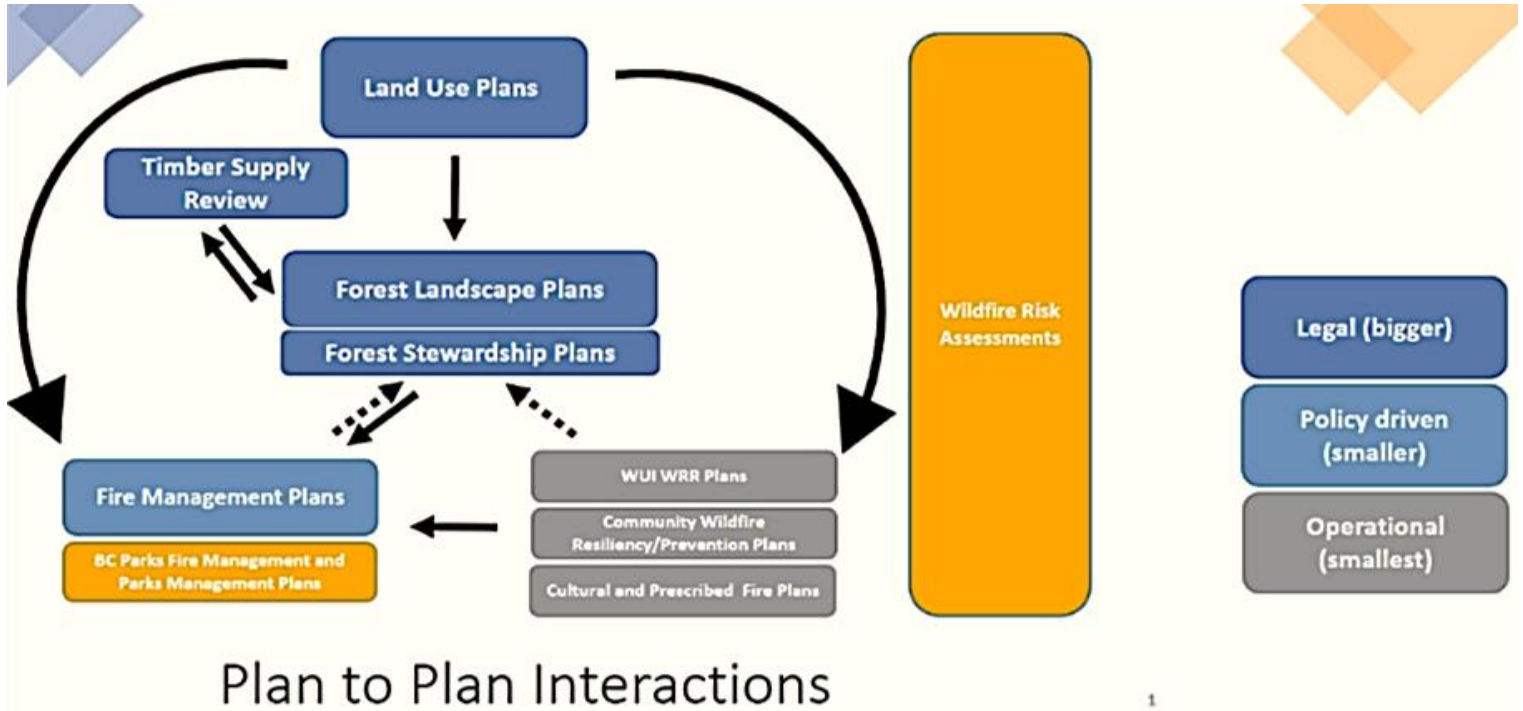 Land Use Plans
Timber Supply
Review
Forest Landscape Plans
Forest Stewardship Plans
Fire Management Plans
BC Parks Fire Management and
Parks Management Plans
WUI WRR Plans
Community Wildfire
Resiliency/Prevention Plans
Cultural and Prescribed Fire Plans
Wildfire Risk
Assessments
Legal (bigger)
Policy driven
(smaller)
Operational
(smallest)
Plan to Plan Interactions
1